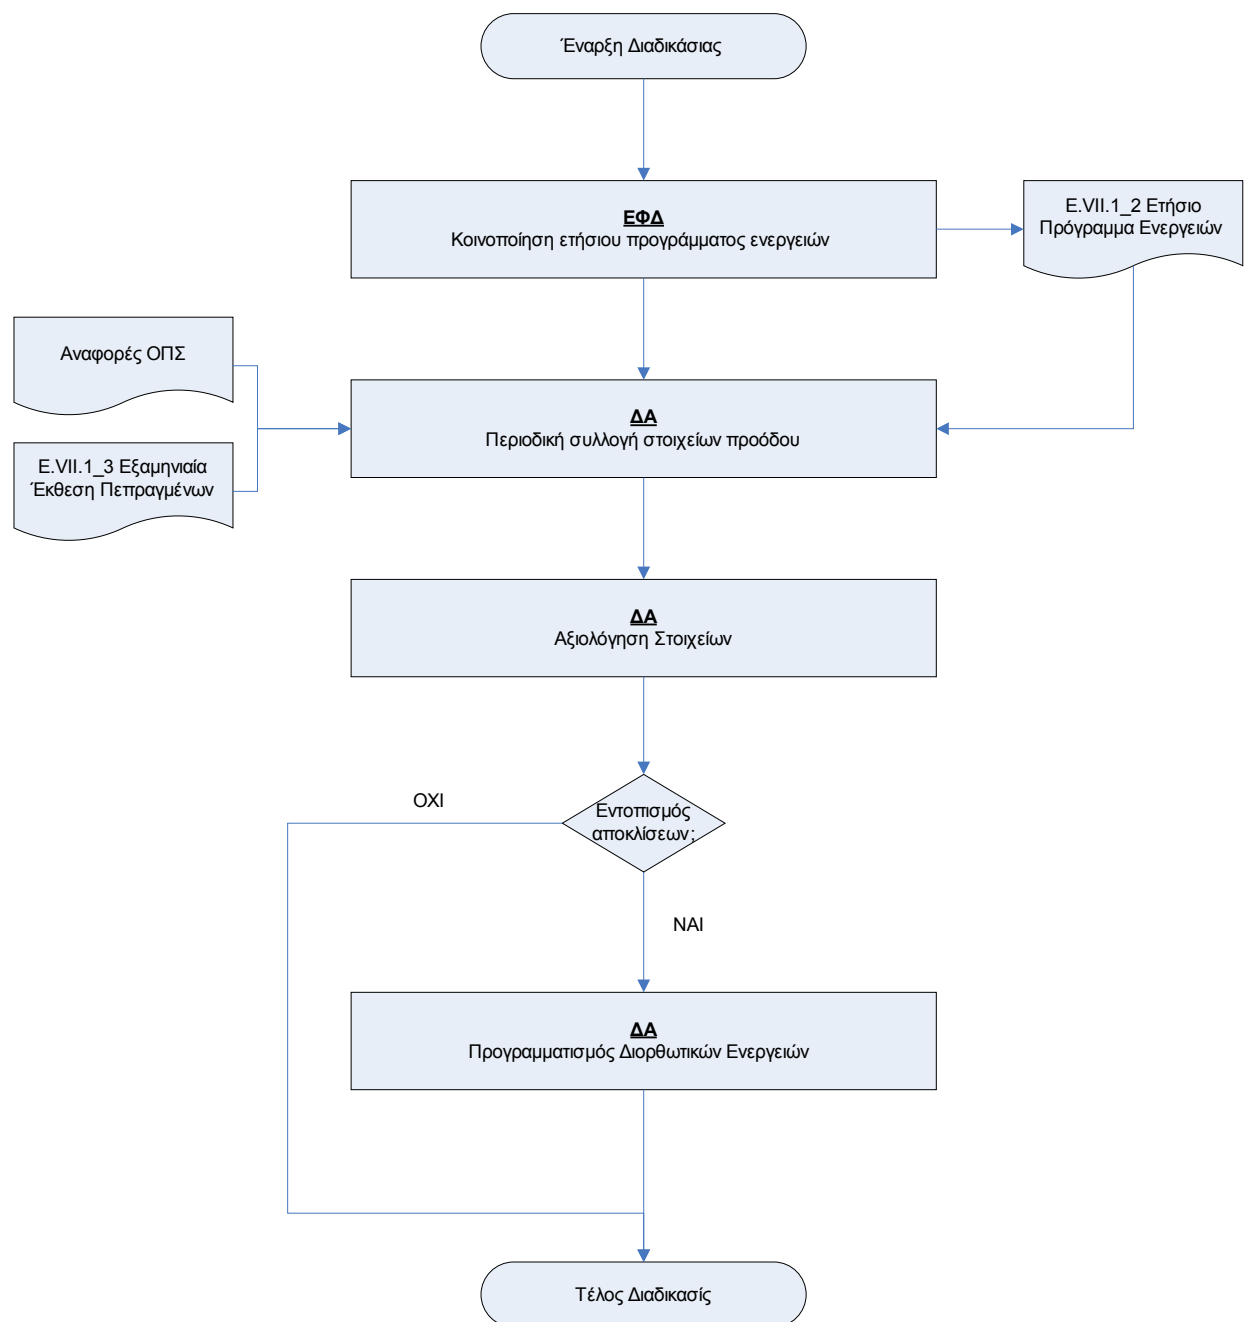 Έναρξη Διαδικάσιας
ΕΦΔ
Κοινοποίηση ετήσιου προγράμματος ενεργειών
Ε.VII.1_2 Ετήσιο
Πρόγραμμα Ενεργειών
Αναφορές ΟΠΣ
Ε.VII.1_3 Εξαμηνιαία
Έκθεση Πεπραγμένων
ΔΑ
Περιοδική συλλογή στοιχείων προόδου
ΔΑ
Αξιολόγηση Στοιχείων
Εντοπισμός
αποκλίσεων;
ΟΧΙ
ΝΑΙ
ΔΑ
Προγραμματισμός Διορθωτικών Ενεργειών
Τέλος Διαδικασίς